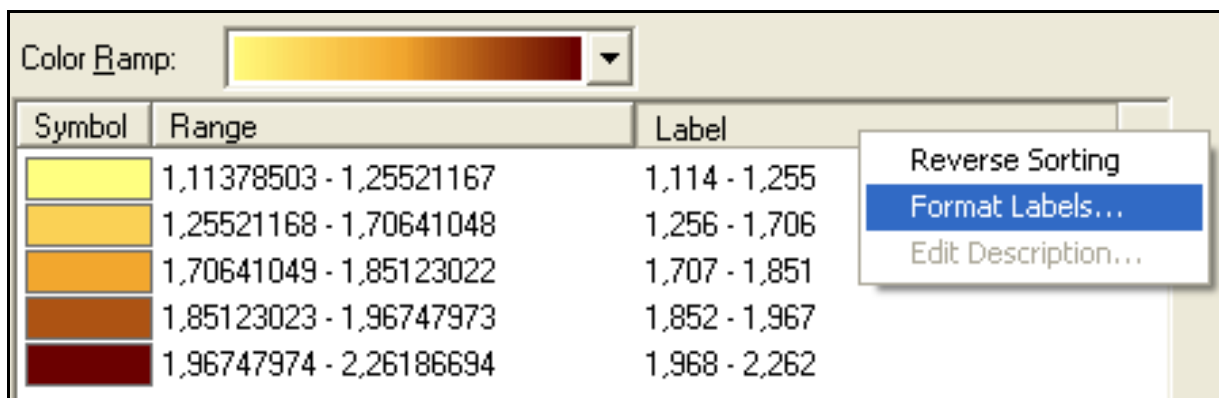 Color Ramp:
Symbol Range Label
1,11378503 - 1,25521167 1,114 - 1,255
1,25521168 - 1,70641048 1,256 - 1,706
1,70641049 - 1,85123022 1,707 - 1,851
1,85123023 - 1,96747973 1,852 - 1,967
1,96747974 - 2,26186694 1,968 - 2,262
Reverse Sorting
Format Labels...
Edit Description...